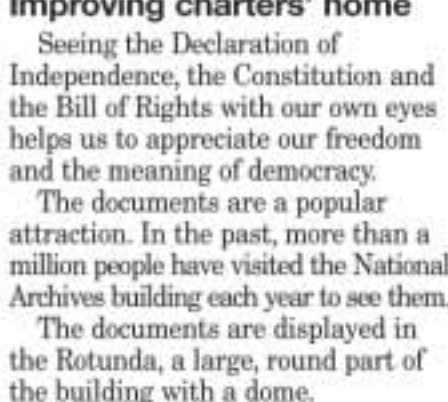 Improving charters' home
Seeing the Declaration of
Independence, the Constitution and
the Bill of Rights with our own eyes
helps us to appreciate our freedom
and the meaning of democracy.
The documents are a popular
attraction. In the past, more than a
million people have visited the National
Archives building each year to see them.
The documents are displayed in
the Rotunda, a large, round part of
the building with a dome.